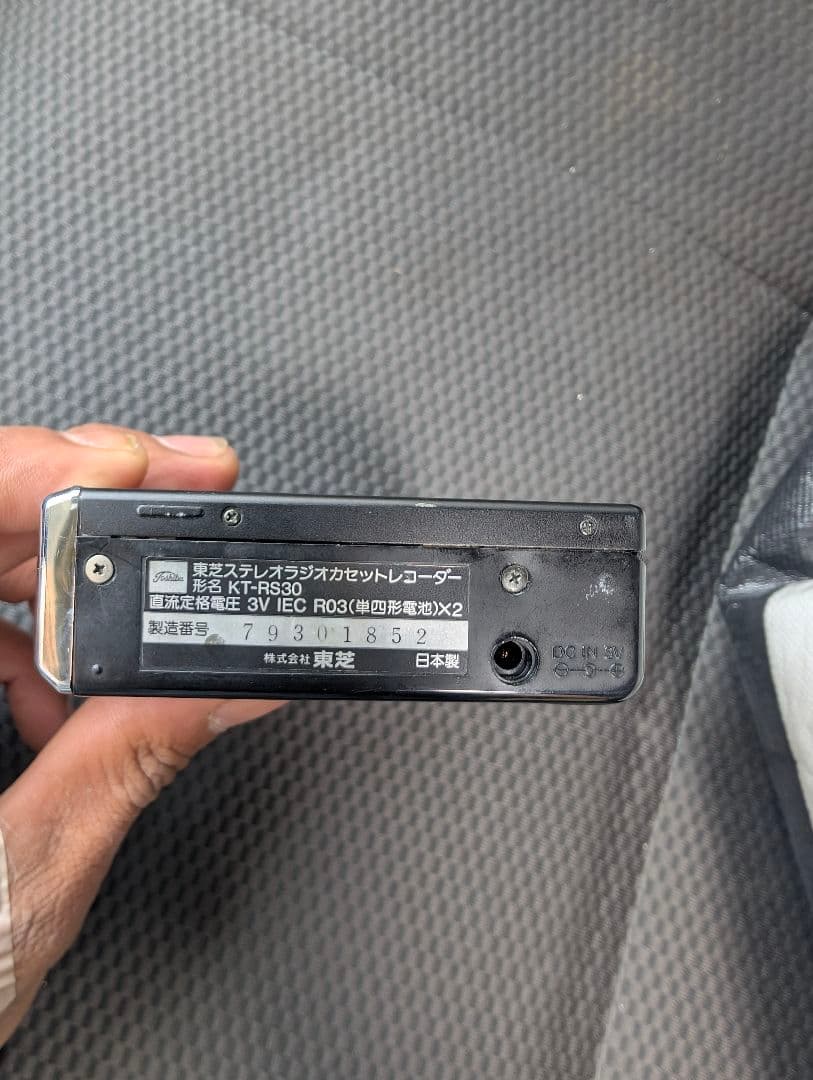 Toshiba
東芝ステレオラジオカセットレコーダー
形名 KT-RS30
直流定格電圧 3V IEC R03(単四形電池)×2
製造番号 79301852
株式会社 東芝 日本製
DC IN 3V